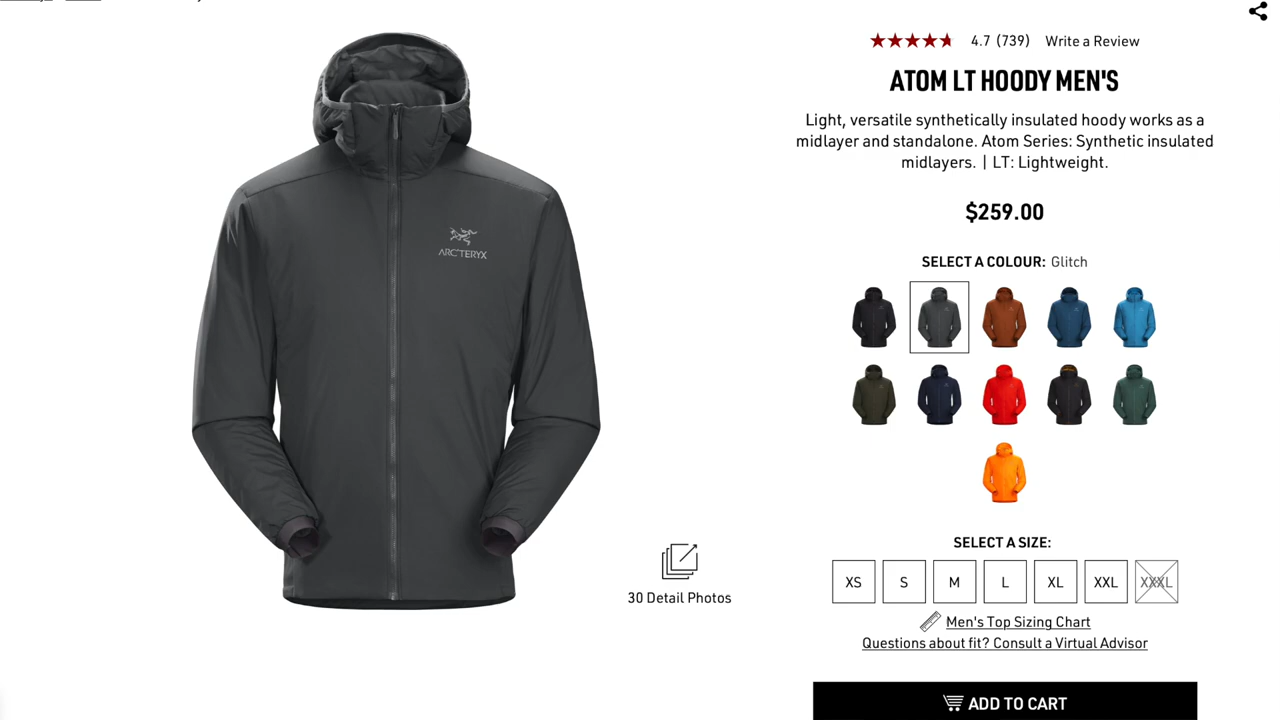 4.7 (739) Write a Review
ATOM LT HOODY MEN'S
Light, versatile synthetically insulated hoody works as a
midlayer and standalone. Atom Series: Synthetic insulated
midlayers. | LT: Lightweight.
$259.00
SELECT A COLOUR: Glitch
ARC'TERYX
SELECT A SIZE:
XS S M L XL XXL XXXL
30 Detail Photos
Men's Top Sizing Chart
Questions about fit? Consult a Virtual Advisor
ADD TO CART